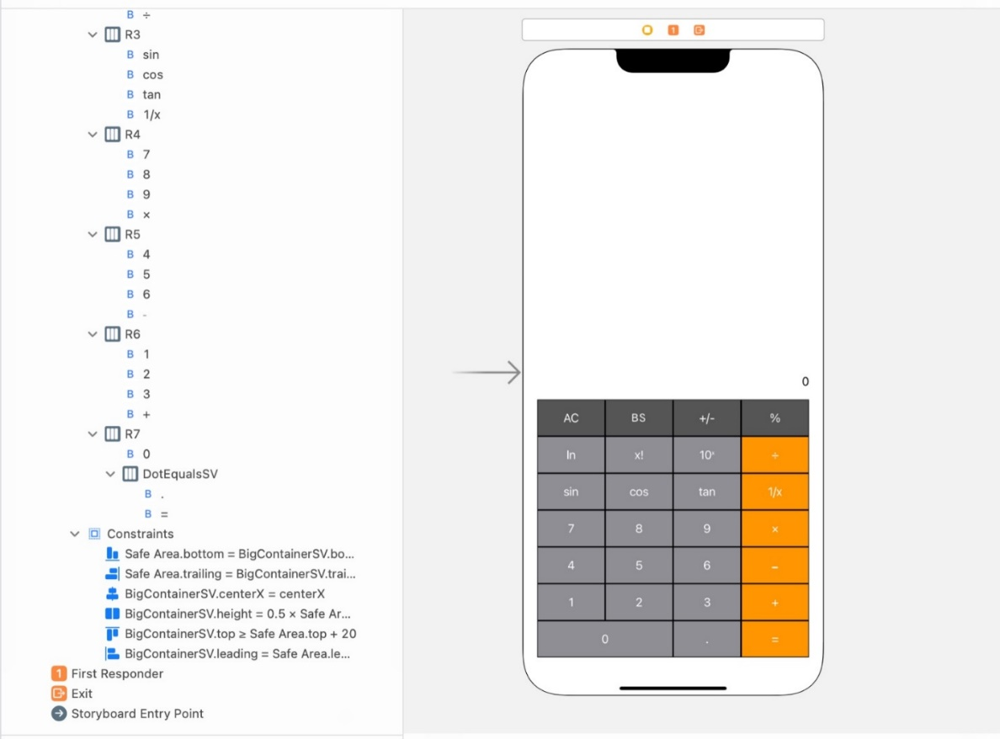 B ÷
R3
B sin
B cos
B tan
B 1/x
R4
B 7
B 8
B 9
B ×
R5
B 4
B 5
B 6
B -
R6
B 1
B 2
B 3
B +
R7
B 0
DotEqualsSV
B .
B =
Constraints
Safe Area.bottom = BigContainerSV.bo...
Safe Area.trailing = BigContainerSV.trai...
BigContainerSV.centerX = centerX
BigContainerSV.height = 0.5 × Safe Ar...
BigContainerSV.top ≥ Safe Area.top + 20
BigContainerSV.leading = Safe Area.le...
1 First Responder
Exit
Storyboard Entry Point
1
0
AC BS +/- %
ln x! 10ˣ ÷
sin cos tan 1/x
7 8 9 ×
4 5 6 -
1 2 3 +
0 . =